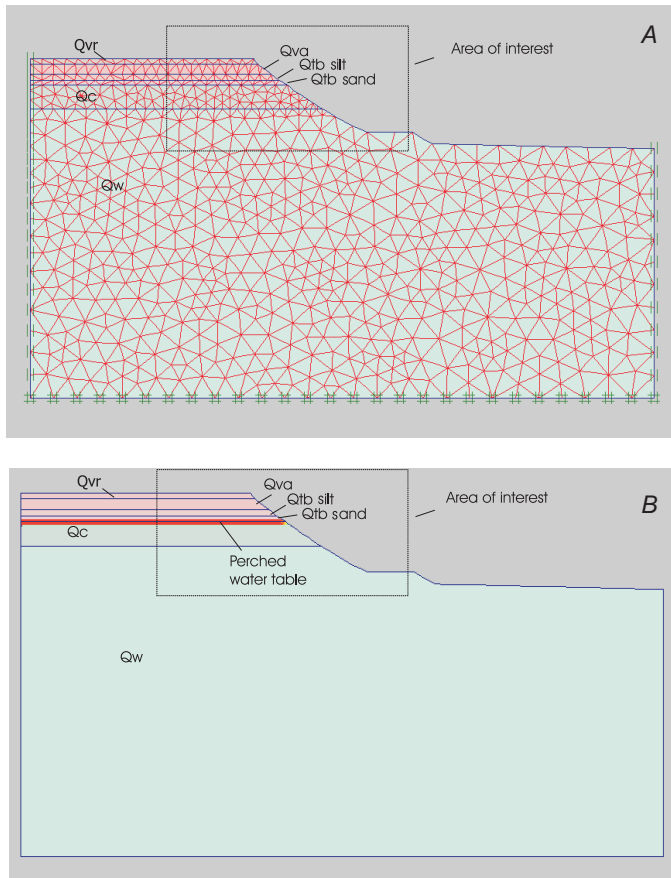 A
Qvr
Qva
Area of interest
Qtb silt
Qtb sand
Qc
Qw
B
Qvr
Qva
Area of interest
Qtb silt
Qtb sand
Qc
Perched
water table
Qw